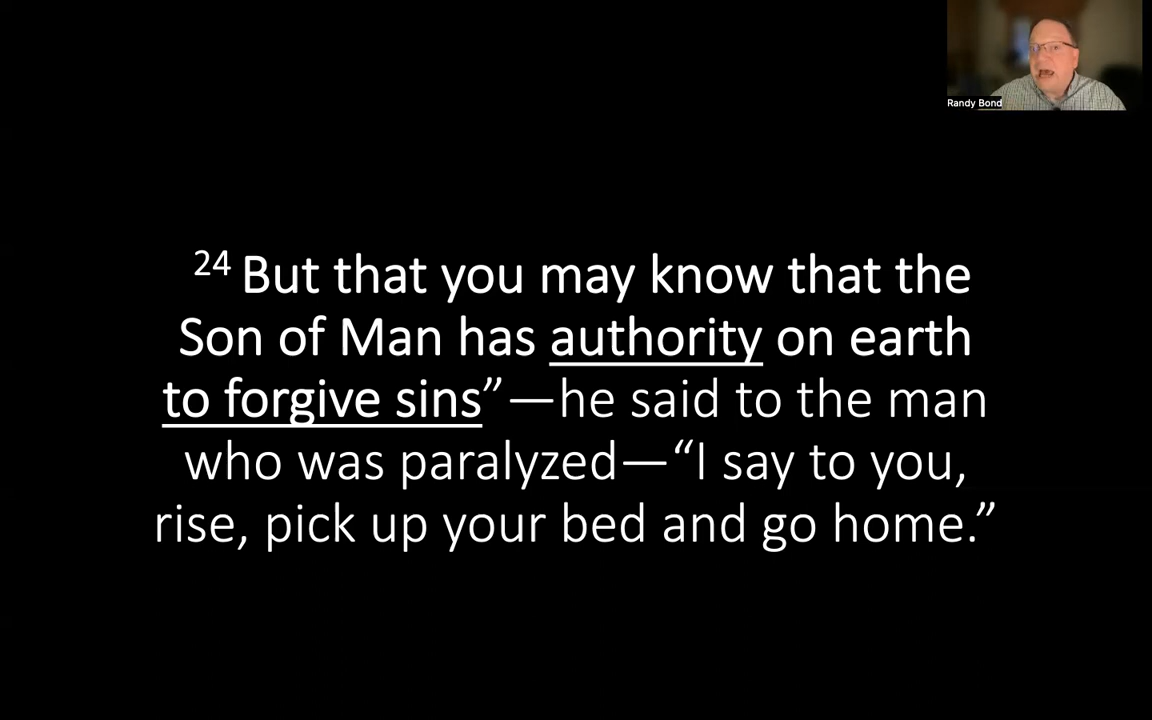 Randy Bond
24 But that you may know that the
Son of Man has authority on earth
to forgive sins”—he said to the man
who was paralyzed—“I say to you,
rise, pick up your bed and go home.”